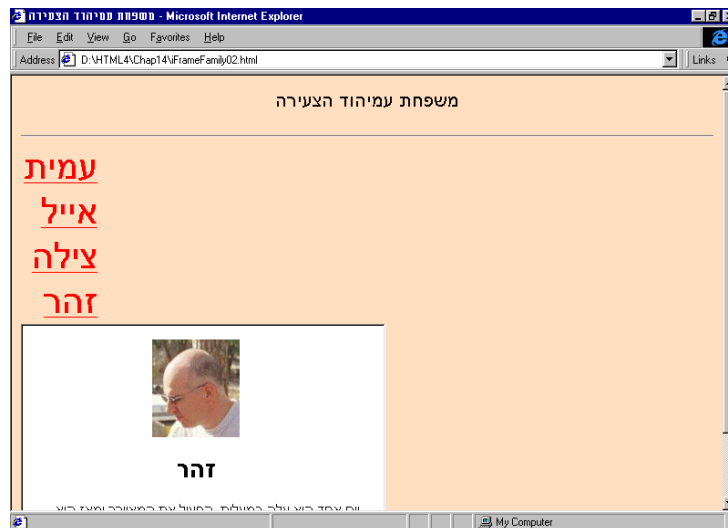 משפחת עמיהוד הצעירה - Microsoft Internet Explorer
File Edit View Go Favorites Help
Address D:\HTML4\Chap14\iFrameFamily02.html Links
משפחת עמיהוד הצעירה
עמית
אייל
צילה
זהר
זהר
My Computer